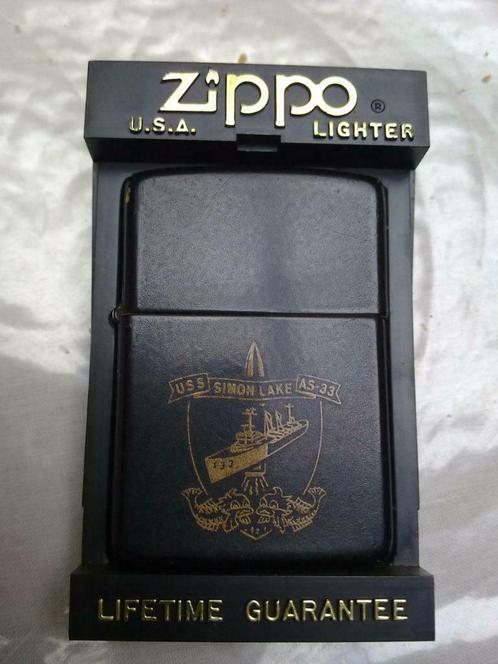 Zippo ®
U.S.A. LIGHTER
USS SIMON LAKE AS-33
LIFETIME GUARANTEE